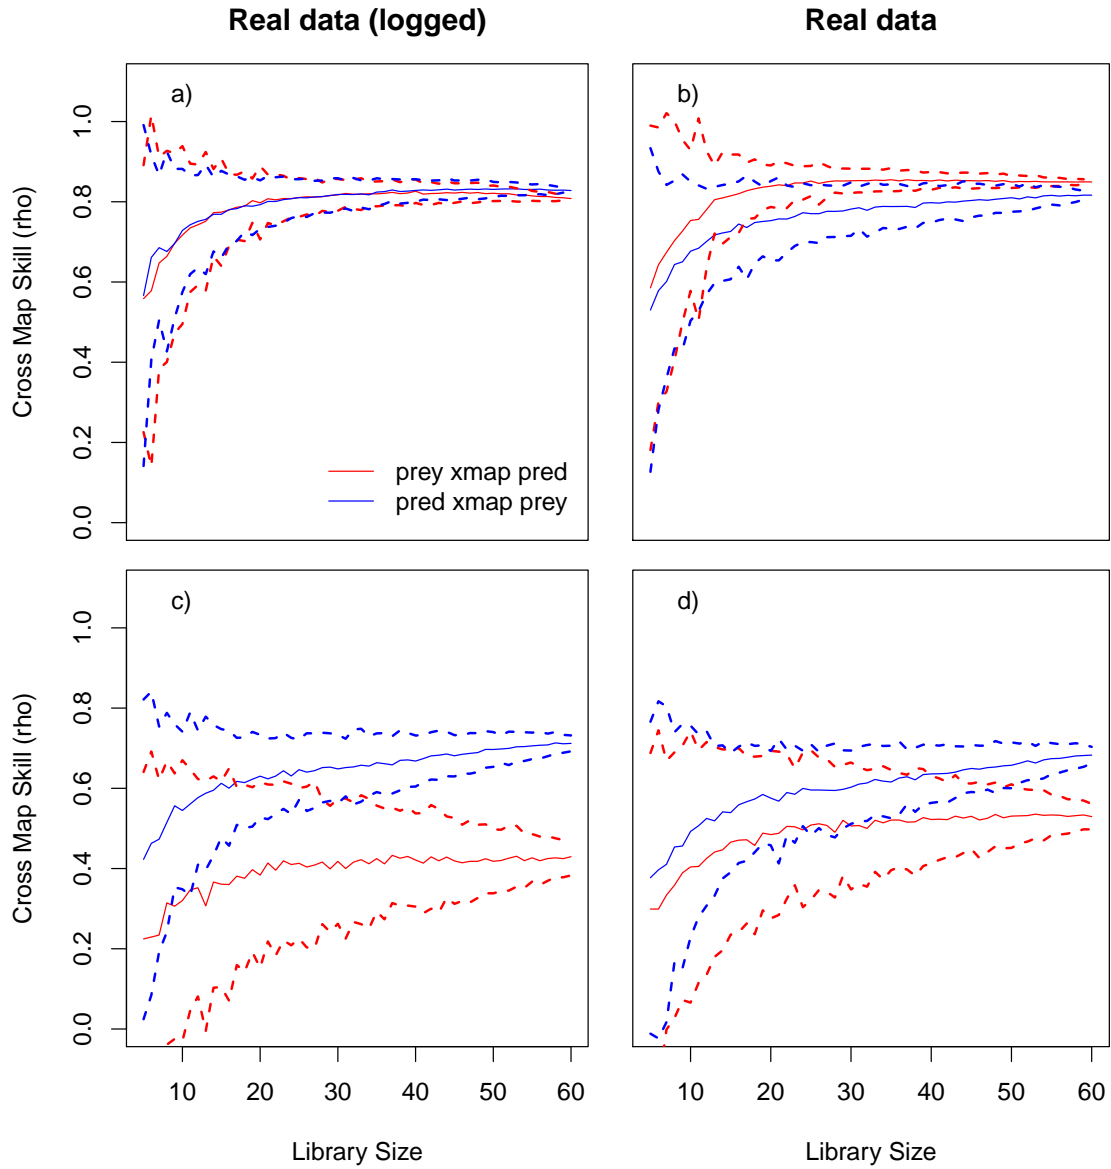 Real data (logged)
Real data
a)
b)
Cross Map Skill (rho)
0.0 0.2 0.4 0.6 0.8 1.0
prey xmap pred
pred xmap prey
c)
d)
Cross Map Skill (rho)
0.0 0.2 0.4 0.6 0.8 1.0
10 20 30 40 50 60
10 20 30 40 50 60
Library Size
Library Size